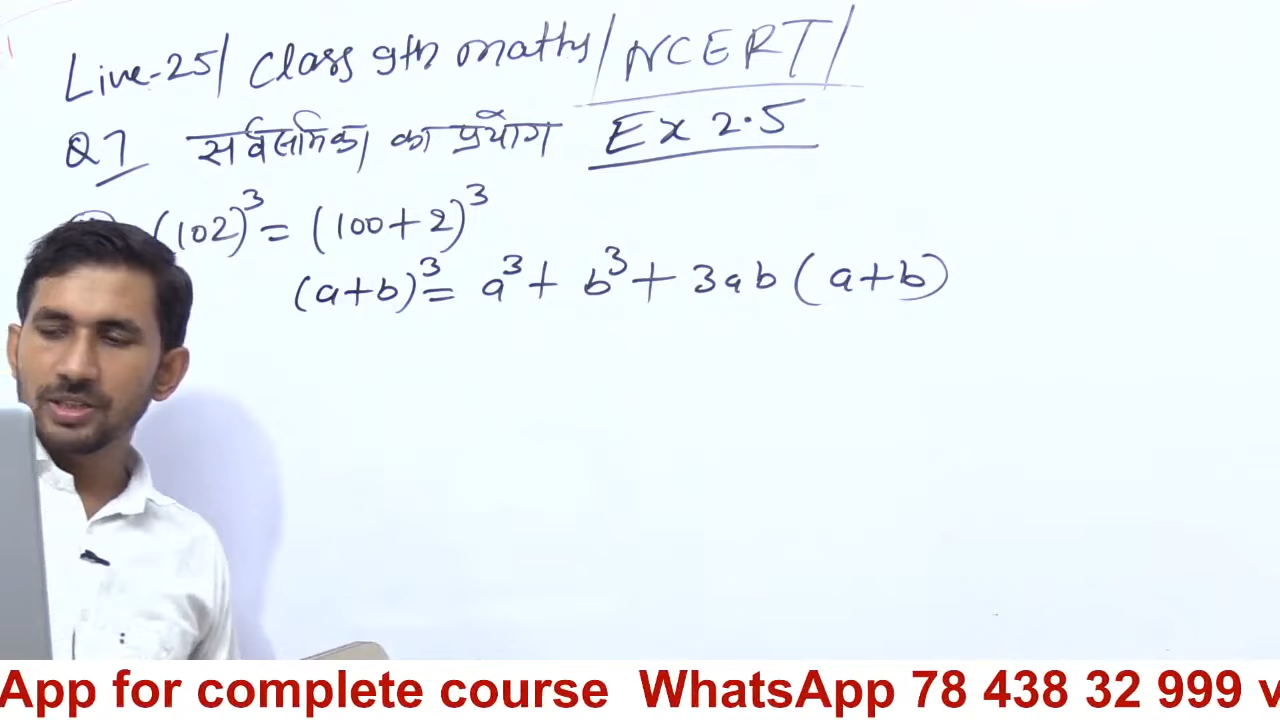 Live-25/ Class 9th maths/NCERT/
Q7 सर्वसमिका का प्रयोग Ex 2.5
(102)³ = (100+2)³
(a+b)³ = a³ + b³ + 3ab(a+b)
App for complete course WhatsApp 78 438 32 999 v